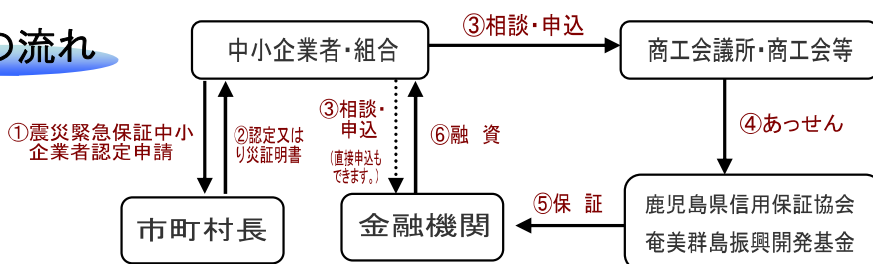 の流れ
中小企業者・組合
③相談・申込
商工会議所・商工会等
①震災緊急保証中小
企業者認定申請
②認定又は
り災証明書
③相談・
申込
(直接申込も
できます。)
⑥融 資
④あっせん
市町村長
金融機関
⑤保 証
鹿児島県信用保証協会
奄美群島振興開発基金